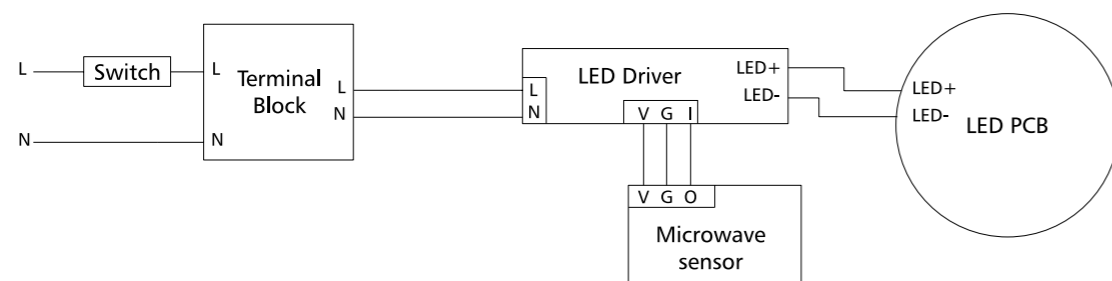 L
Switch
L
N
N
Terminal
Block
L
N
LED Driver
L
N
LED+
LED-
V G I
V G O
Microwave
sensor
LED+
LED-
LED PCB